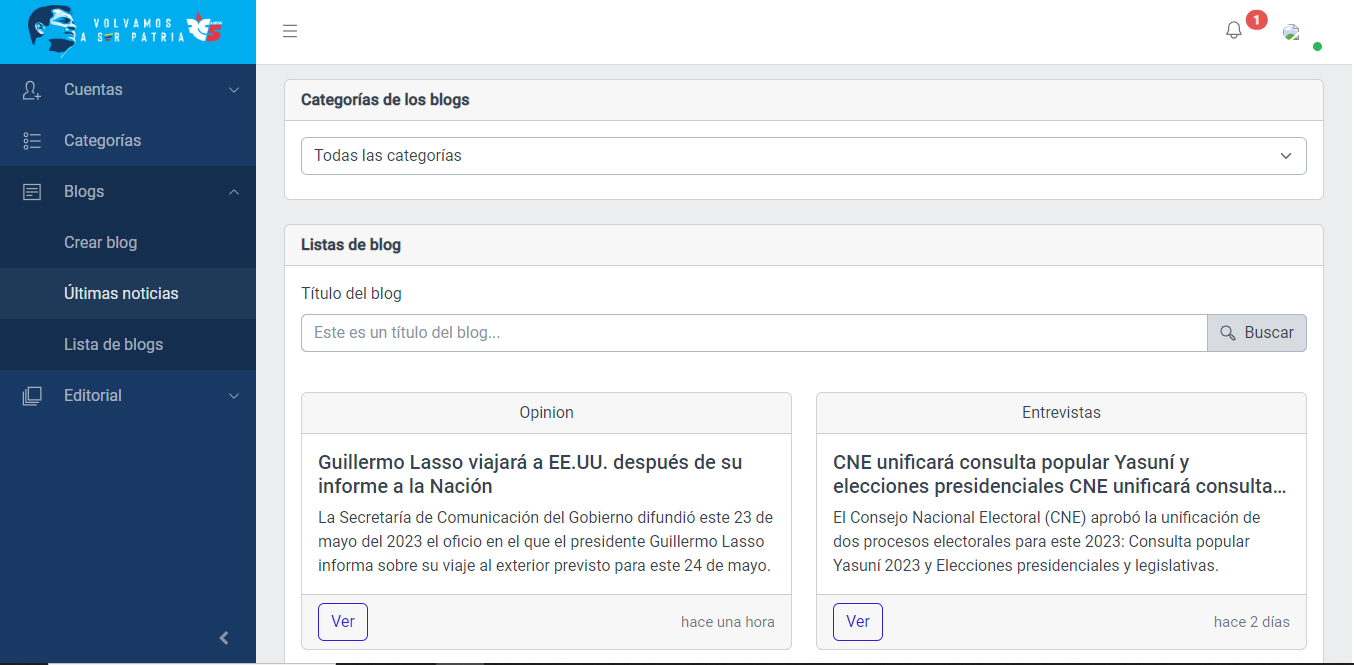 VOLVAMOS
A SER PATRIA
5
1
Cuentas
Categorías
Blogs
Crear blog
Últimas noticias
Lista de blogs
Editorial
Categorías de los blogs
Todas las categorías
Listas de blog
Título del blog
Este es un título del blog...
Buscar
Opinion
Guillermo Lasso viajará a EE.UU. después de su
informe a la Nación
La Secretaría de Comunicación del Gobierno difundió este 23 de
mayo del 2023 el oficio en el que el presidente Guillermo Lasso
informa sobre su viaje al exterior previsto para este 24 de mayo.
Ver
hace una hora
Entrevistas
CNE unificará consulta popular Yasuní y
elecciones presidenciales CNE unificará consulta...
El Consejo Nacional Electoral (CNE) aprobó la unificación de
dos procesos electorales para este 2023: Consulta popular
Yasuní 2023 y Elecciones presidenciales y legislativas.
Ver
hace 2 días